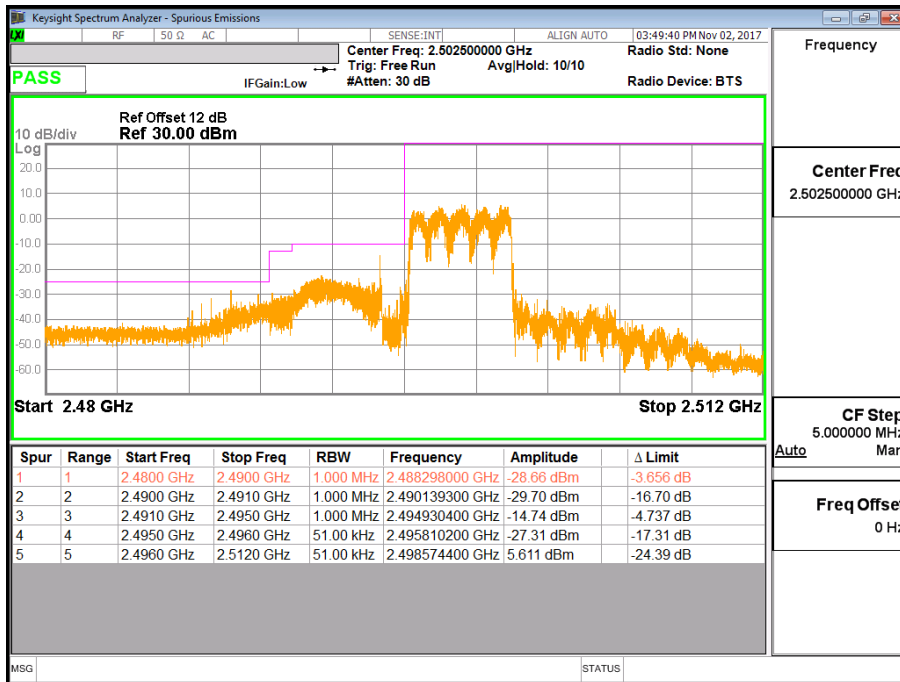 Keysight Spectrum Analyzer - Spurious Emissions
LXI RF 50 Ω AC SENSE:INT ALIGN AUTO 03:49:40 PM Nov 02, 2017
Center Freq: 2.502500000 GHz Radio Std: None
Trig: Free Run Avg|Hold: 10/10
PASS IFGain:Low #Atten: 30 dB Radio Device: BTS
Frequency
Ref Offset 12 dB
10 dB/div Ref 30.00 dBm
Log
20.0
10.0
0.00
-10.0
-20.0
-30.0
-40.0
-50.0
-60.0
Start 2.48 GHz Stop 2.512 GHz
Center Freq
2.502500000 GHz
CF Step
5.000000 MHz
Auto Man
Freq Offset
0 Hz
Spur Range Start Freq Stop Freq RBW Frequency Amplitude Δ Limit
1 1 2.4800 GHz 2.4900 GHz 1.000 MHz 2.488298000 GHz -28.66 dBm -3.656 dB
2 2 2.4900 GHz 2.4910 GHz 1.000 MHz 2.490139300 GHz -29.70 dBm -16.70 dB
3 3 2.4910 GHz 2.4950 GHz 1.000 MHz 2.494930400 GHz -14.74 dBm -4.737 dB
4 4 2.4950 GHz 2.4960 GHz 51.00 kHz 2.495810200 GHz -27.31 dBm -17.31 dB
5 5 2.4960 GHz 2.5120 GHz 51.00 kHz 2.498574400 GHz 5.611 dBm -24.39 dB
MSG STATUS